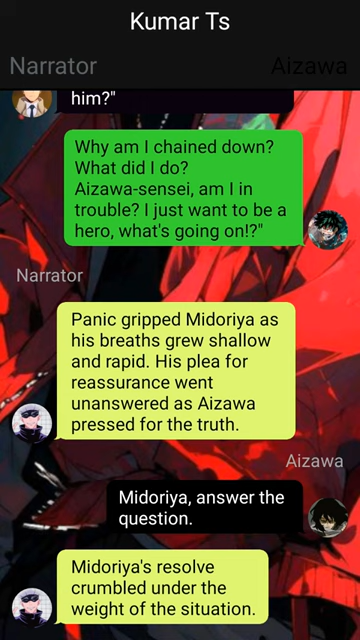 Kumar Ts
Narrator
Aizawa
him?"
Why am I chained down?
What did I do?
Aizawa-sensei, am I in
trouble? I just want to be a
hero, what's going on!?"
Narrator
Panic gripped Midoriya as
his breaths grew shallow
and rapid. His plea for
reassurance went
unanswered as Aizawa
pressed for the truth.
Aizawa
Midoriya, answer the
question.
Midoriya's resolve
crumbled under the
weight of the situation.